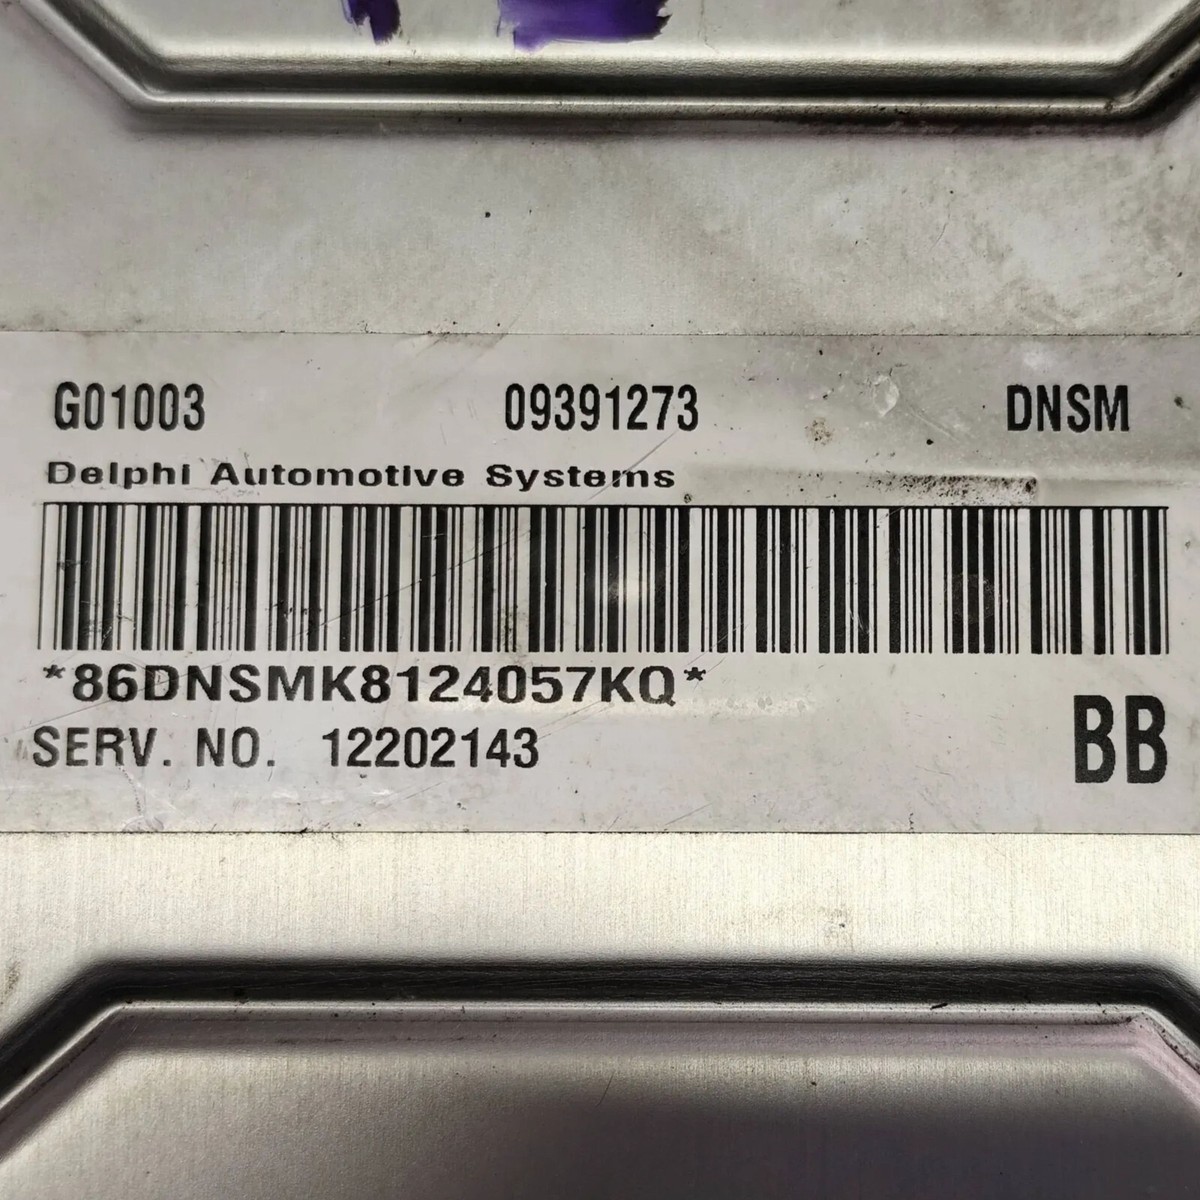 G01003 09391273 DNSM
Delphi Automotive Systems
*86DNSMK8124057KQ*
SERV. NO. 12202143 BB